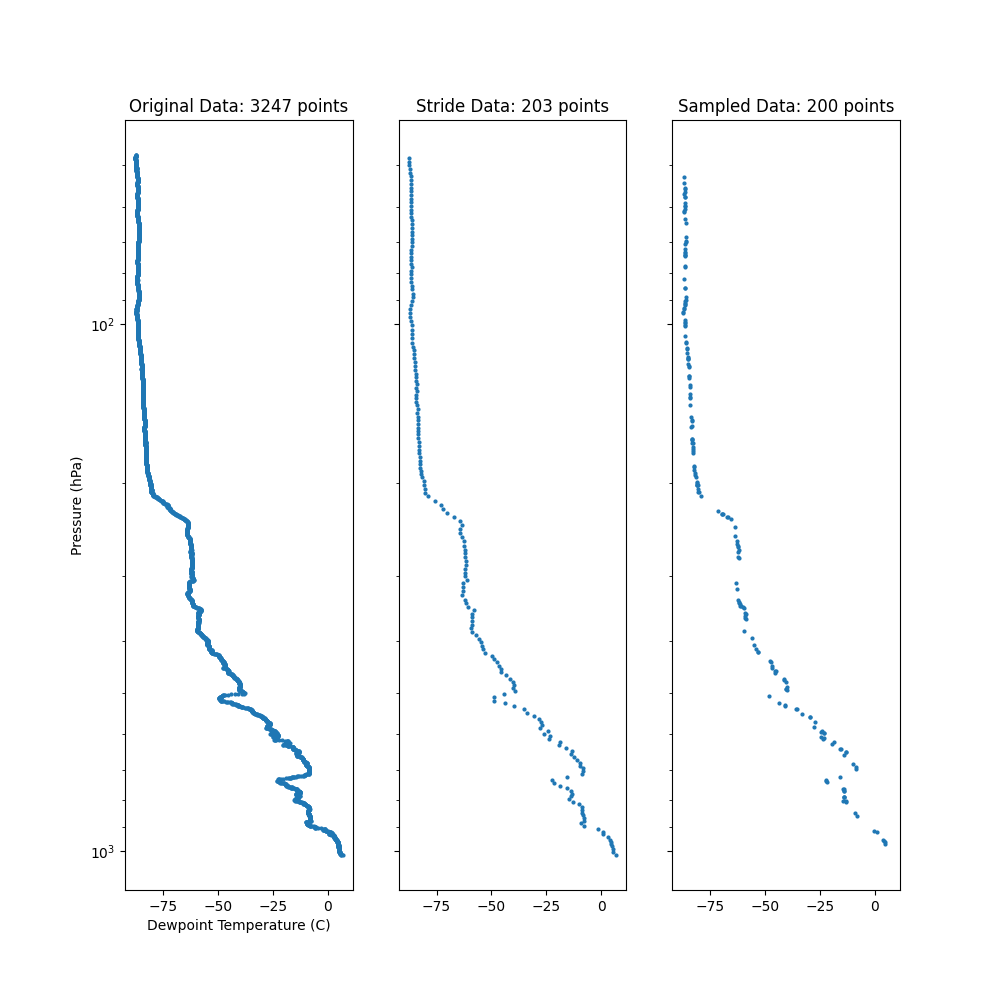 Original Data: 3247 points
Stride Data: 203 points
Sampled Data: 200 points
Pressure (hPa)
10²
10³
−75 −50 −25 0
−75 −50 −25 0
−75 −50 −25 0
Dewpoint Temperature (C)